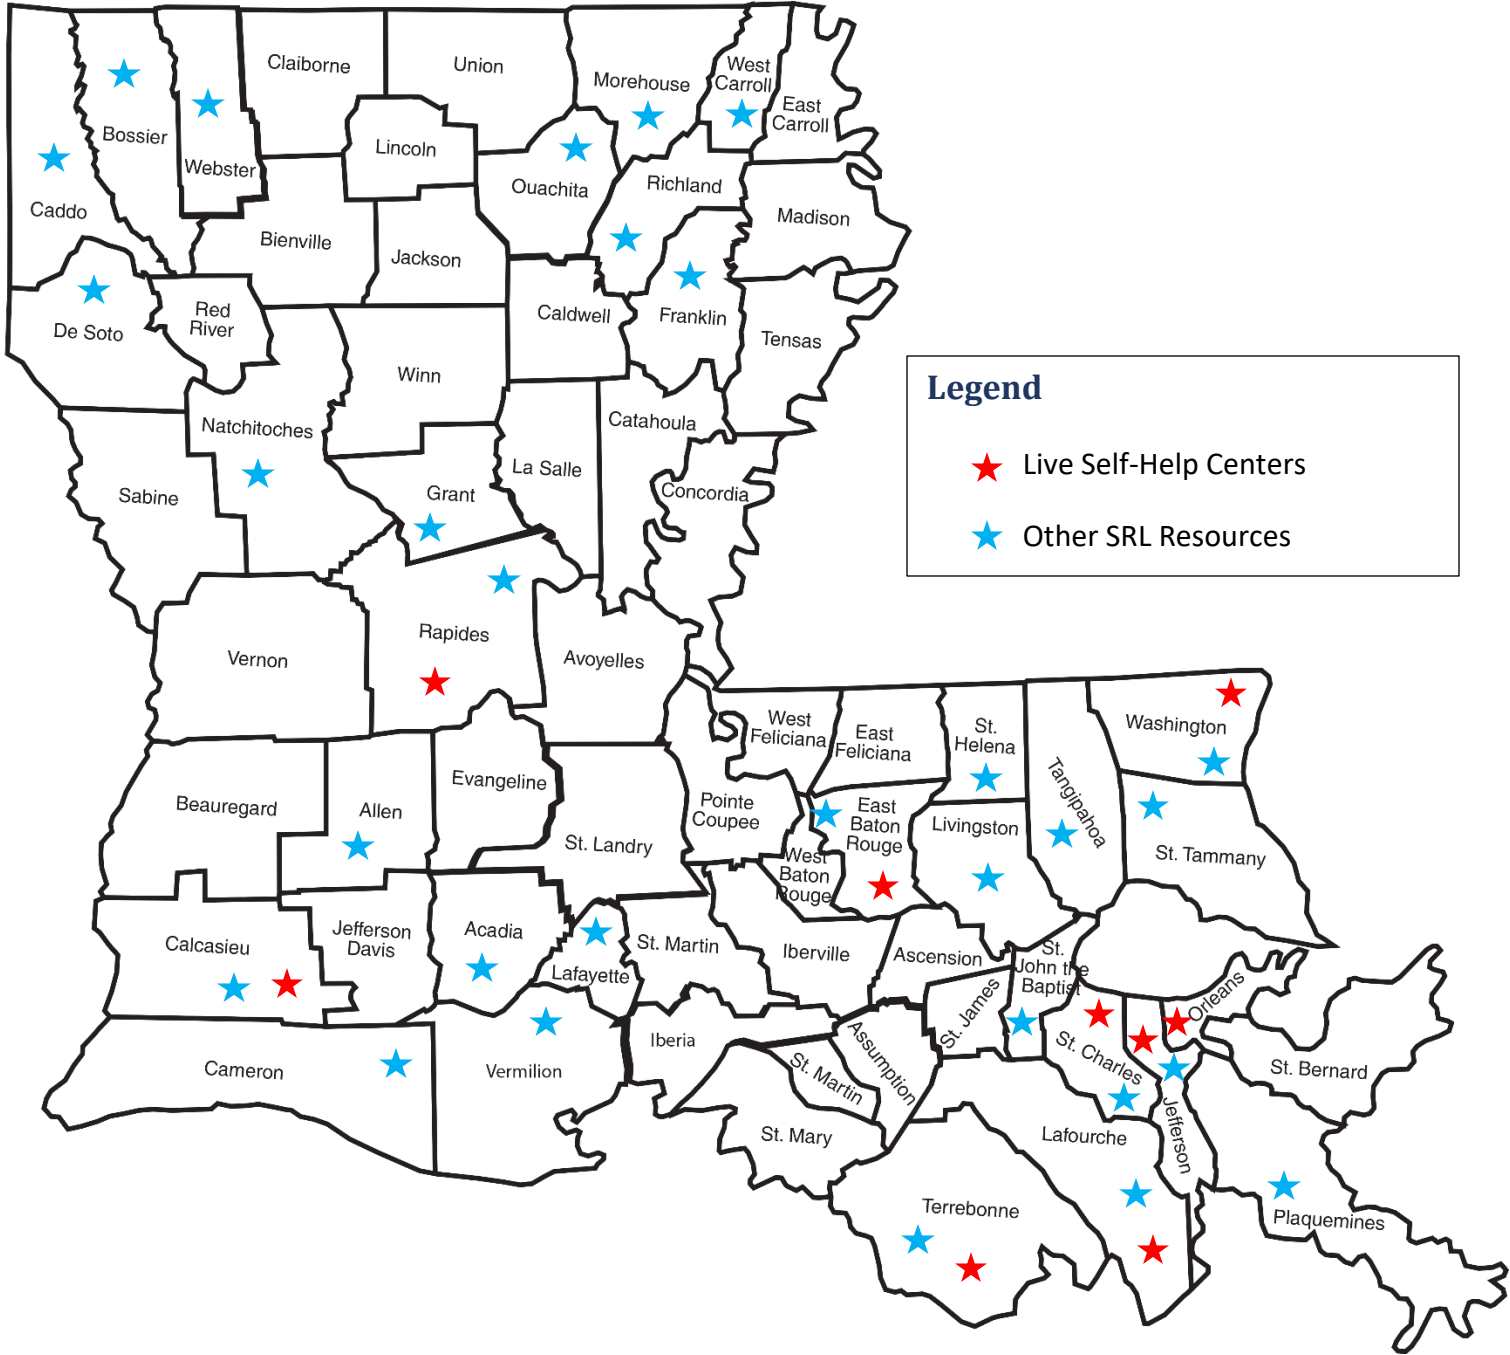 Claiborne
Union
Morehouse
West
Carroll
East
Carroll
Bossier
Webster
Lincoln
Ouachita
Richland
Caddo
Madison
Bienville
Jackson
Red
River
De Soto
Caldwell
Franklin
Tensas
Winn
Natchitoches
Catahoula
La Salle
Sabine
Grant
Concordia
Legend
Live Self-Help Centers
Other SRL Resources
Rapides
Vernon
Avoyelles
West
Feliciana
East
Feliciana
St.
Helena
Tangipahoa
Washington
Beauregard
Allen
Evangeline
St. Landry
Pointe
Coupee
East
Baton
Rouge
Livingston
St. Tammany
West
Baton
Rouge
Calcasieu
Jefferson
Davis
Acadia
Lafayette
St. Martin
Iberville
Ascension
St.
John the
Baptist
St. James
Orleans
St. Charles
St. Bernard
Cameron
Vermilion
Iberia
Assumption
St. Martin
St. Mary
Lafourche
Jefferson
Terrebonne
Plaquemines